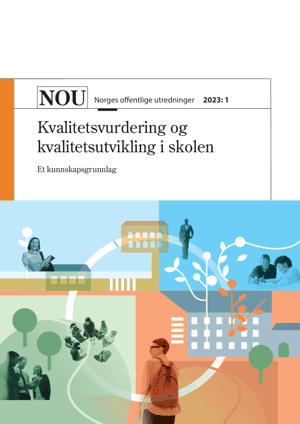 NOU Norges offentlige utredninger 2023: 1
Kvalitetsvurdering og
kvalitetsutvikling i skolen
Et kunnskapsgrunnlag